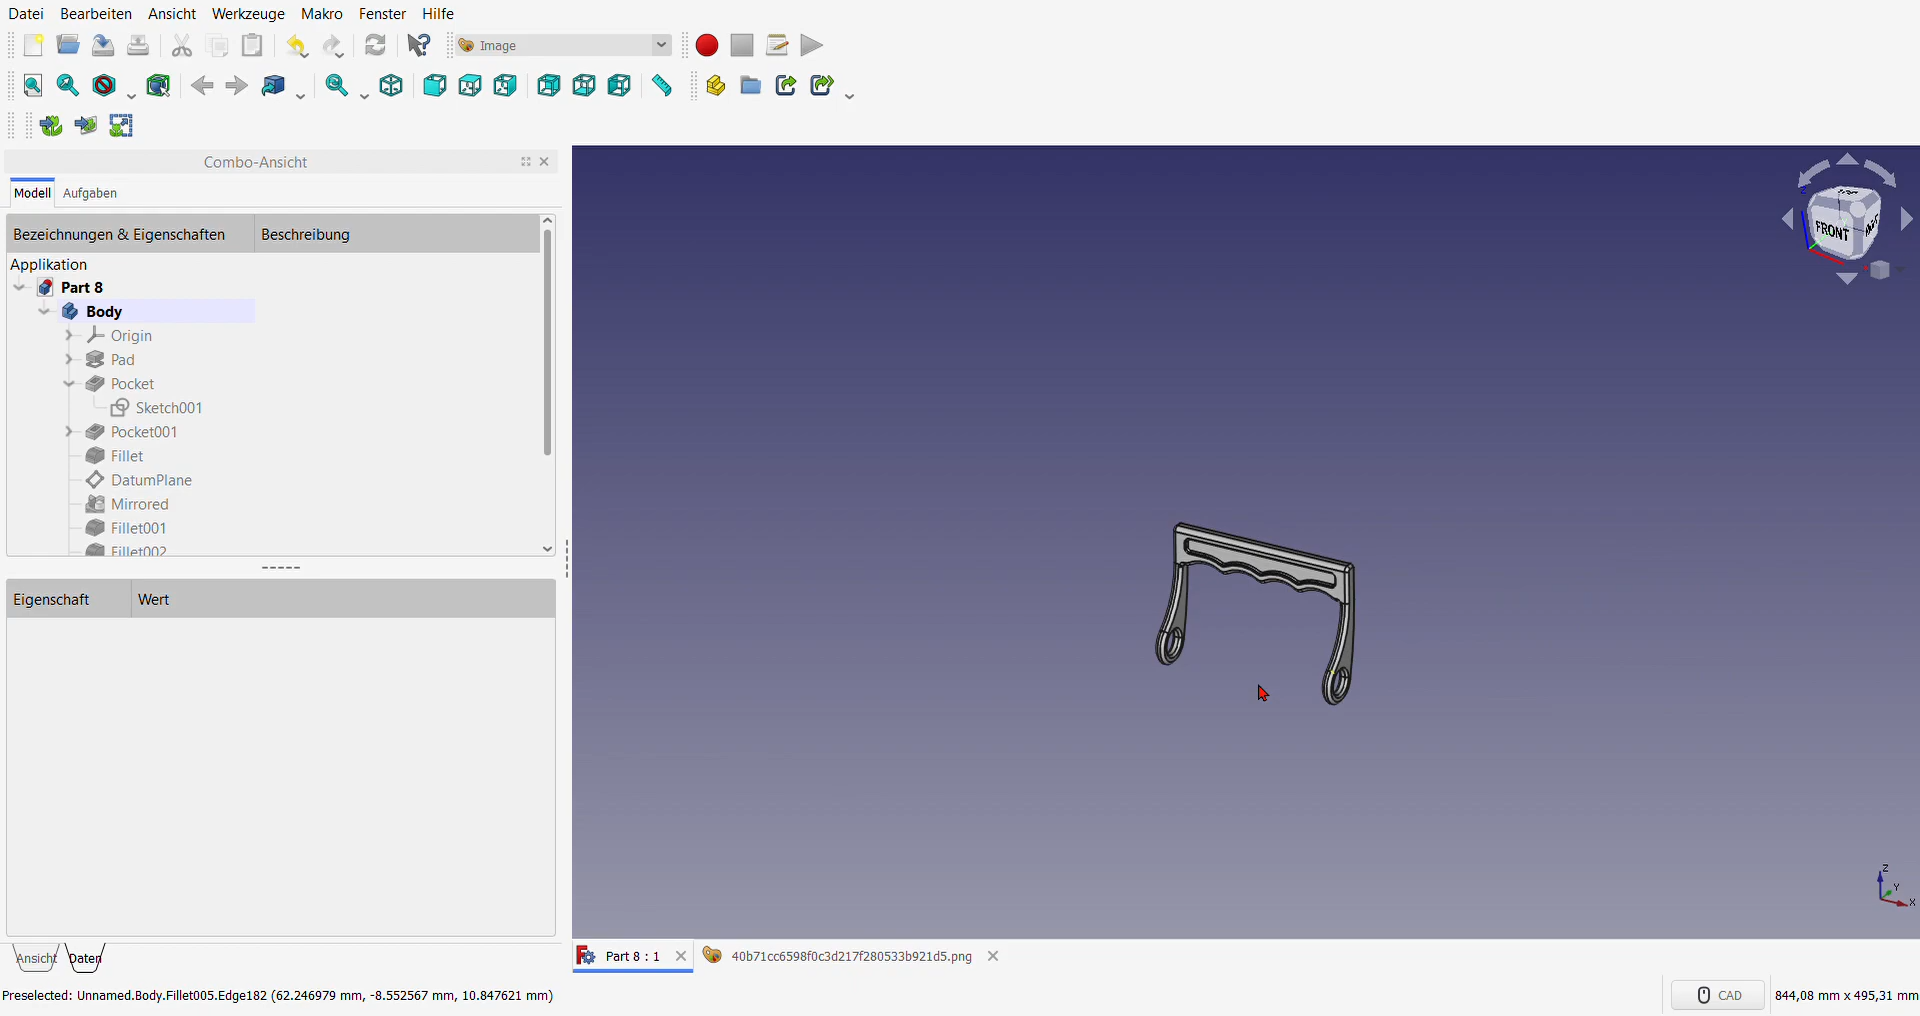 Datei Bearbeiten Ansicht Werkzeuge Makro Fenster Hilfe
Image
Combo-Ansicht
Modell Aufgaben
Bezeichnungen & Eigenschaften Beschreibung
Applikation
Part 8
Body
Origin
Pad
Pocket
Sketch001
Pocket001
Fillet
DatumPlane
Mirrored
Fillet001
Fillet002
Eigenschaft Wert
Ansicht Daten
FRONT
Z
Z
Y
X
Part 8 : 1 40b71cc6598f0c3d217f280533b921d5.png
Preselected: Unnamed.Body.Fillet005.Edge182 (62.246979 mm, -8.552567 mm, 10.847621 mm)
CAD 844,08 mm x 495,31 mm